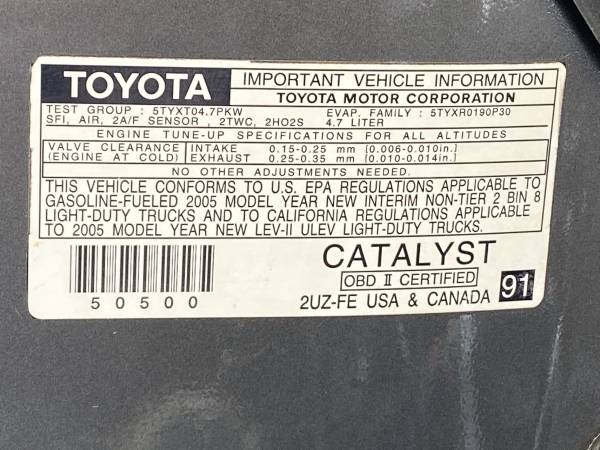 TOYOTA
IMPORTANT VEHICLE INFORMATION
TOYOTA MOTOR CORPORATION
TEST GROUP : 5TYXT04.7PKW EVAP. FAMILY : 5TYXR0190P30
SFI, AIR, 2A/F SENSOR , 2TWC, 2HO2S 4.7 LITER
ENGINE TUNE-UP SPECIFICATIONS FOR ALL ALTITUDES
VALVE CLEARANCE INTAKE 0.15-0.25 mm [0.006-0.010in.]
(ENGINE AT COLD) EXHAUST 0.25-0.35 mm [0.010-0.014in.]
NO OTHER ADJUSTMENTS NEEDED.
THIS VEHICLE CONFORMS TO U.S. EPA REGULATIONS APPLICABLE TO
GASOLINE-FUELED 2005 MODEL YEAR NEW INTERIM NON-TIER 2 BIN 8
LIGHT-DUTY TRUCKS AND TO CALIFORNIA REGULATIONS APPLICABLE
TO 2005 MODEL YEAR NEW LEV-II ULEV LIGHT-DUTY TRUCKS.
CATALYST
OBD II CERTIFIED
50500
2UZ-FE USA & CANADA 91